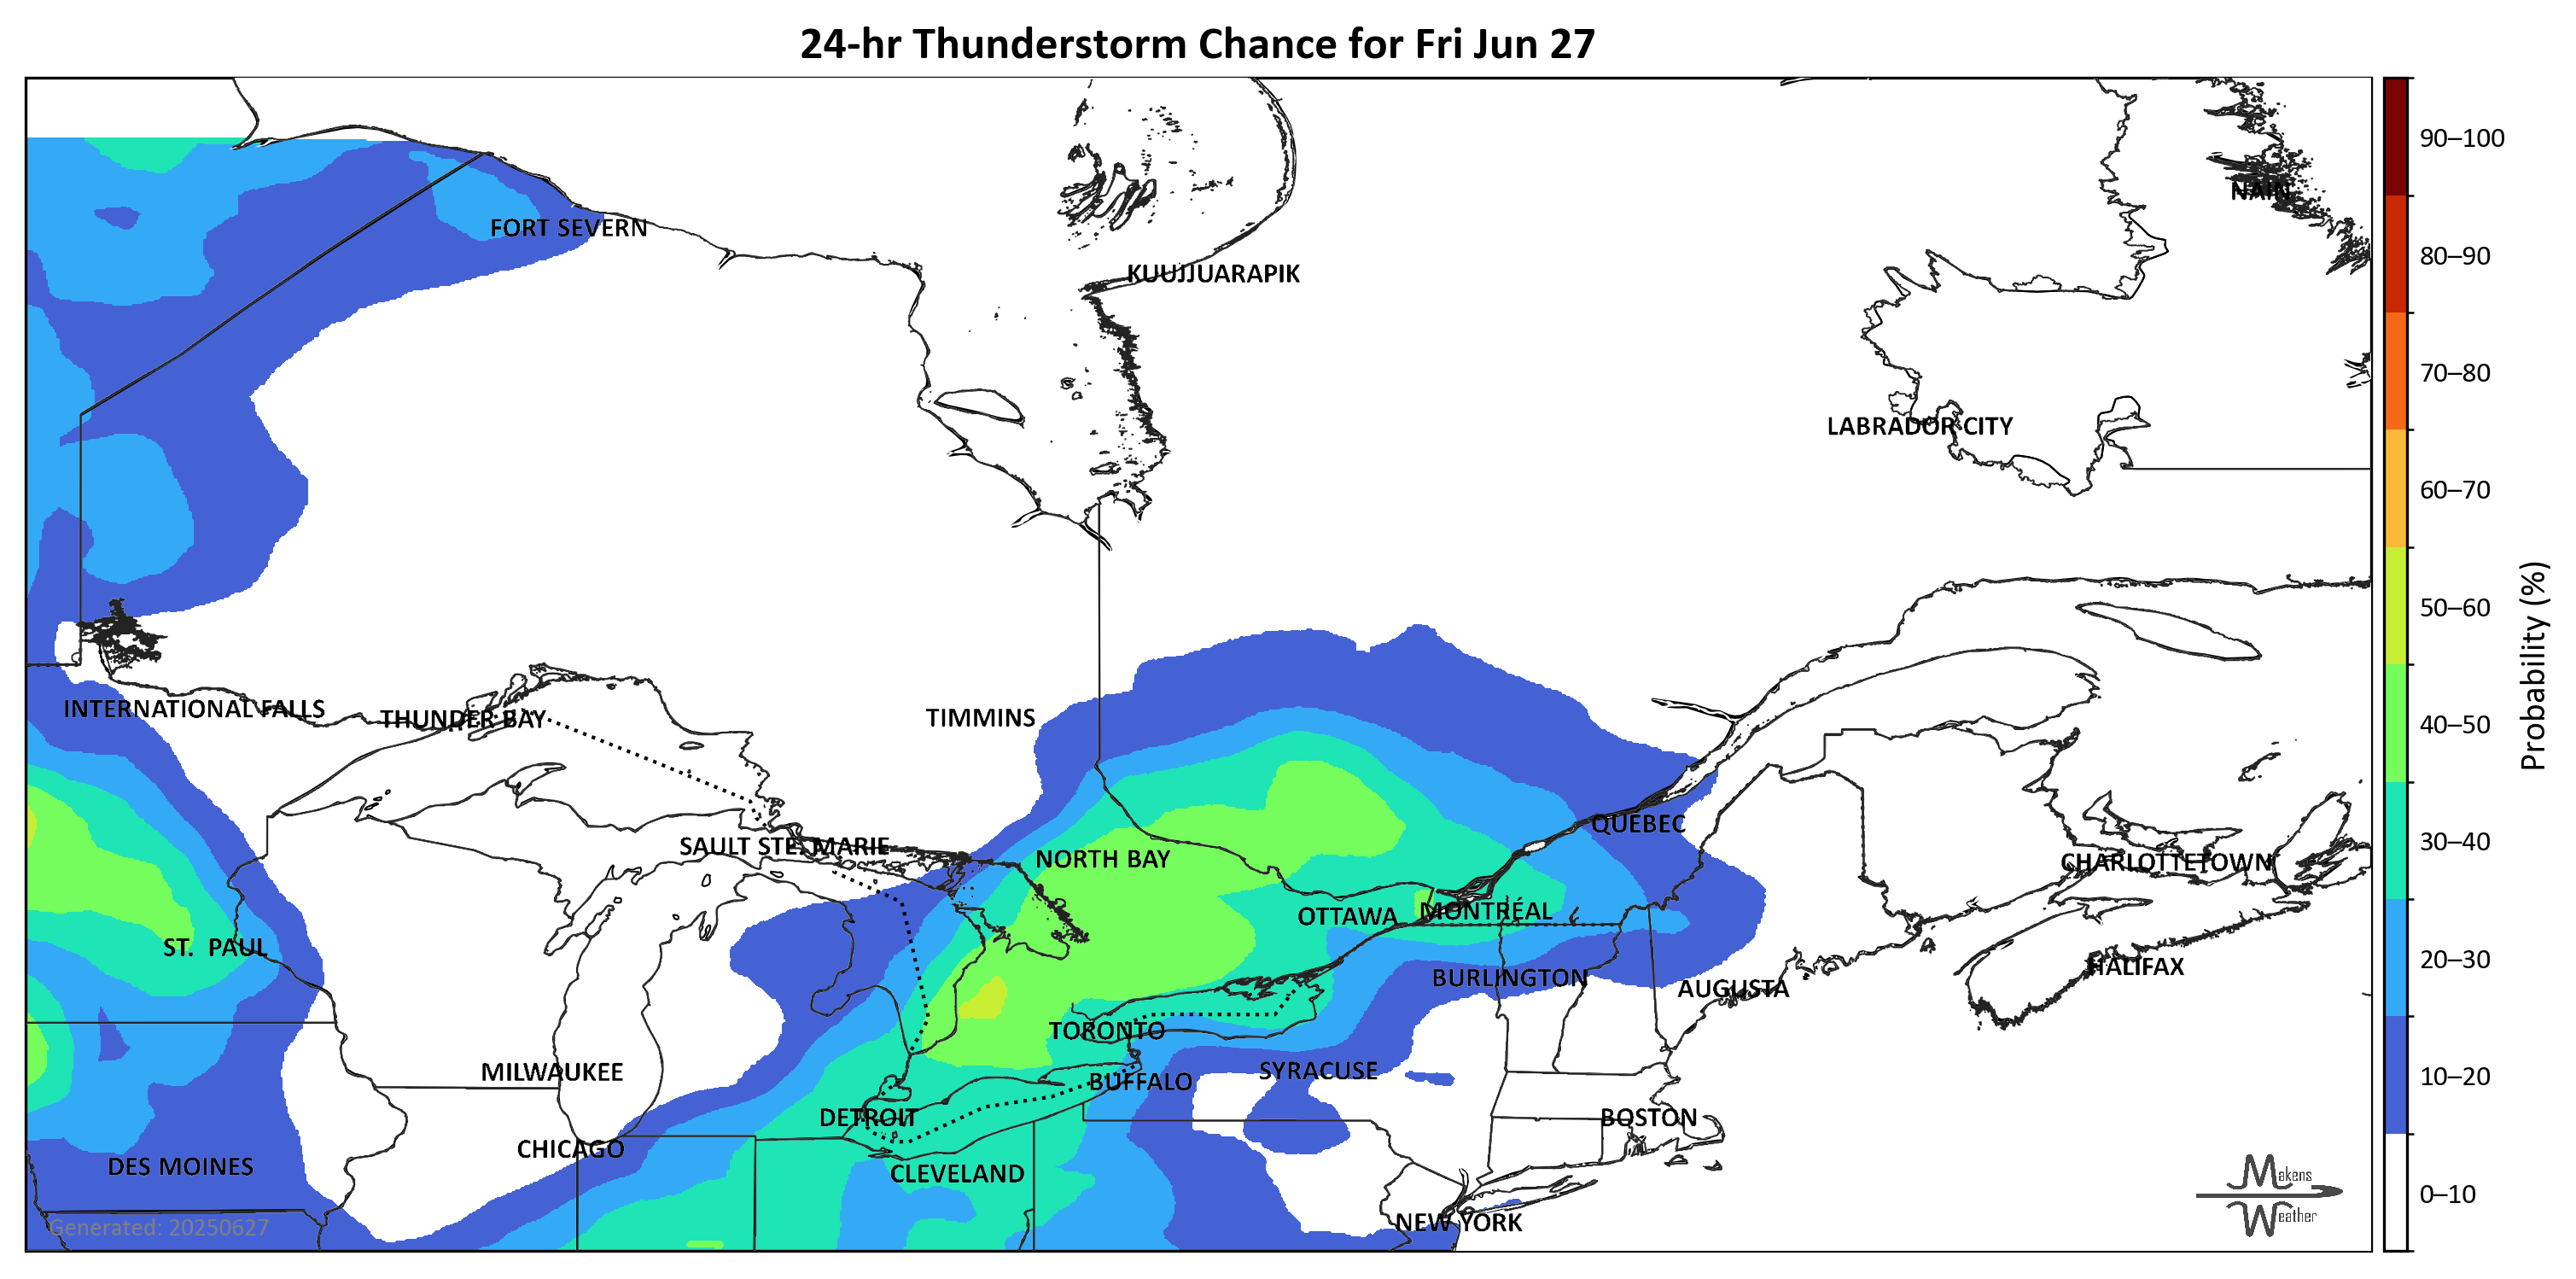 24-hr Thunderstorm Chance for Fri Jun 27
90–100
NAIN
FORT SEVERN
80–90
KUUJJUARAPIK
70–80
LABRADOR CITY
60–70
50–60
Probability (%)
INTERNATIONAL FALLS
THUNDER BAY
TIMMINS
40–50
QUEBEC
SAULT STE. MARIE
NORTH BAY
30–40
CHARLOTTETOWN
OTTAWA
MONTRÉAL
ST. PAUL
20–30
HALIFAX
BURLINGTON
AUGUSTA
TORONTO
MILWAUKEE
SYRACUSE
BUFFALO
10–20
DETROIT
BOSTON
CHICAGO
DES MOINES
CLEVELAND
Makens
Weather
0–10
NEW YORK
Generated: 20250627